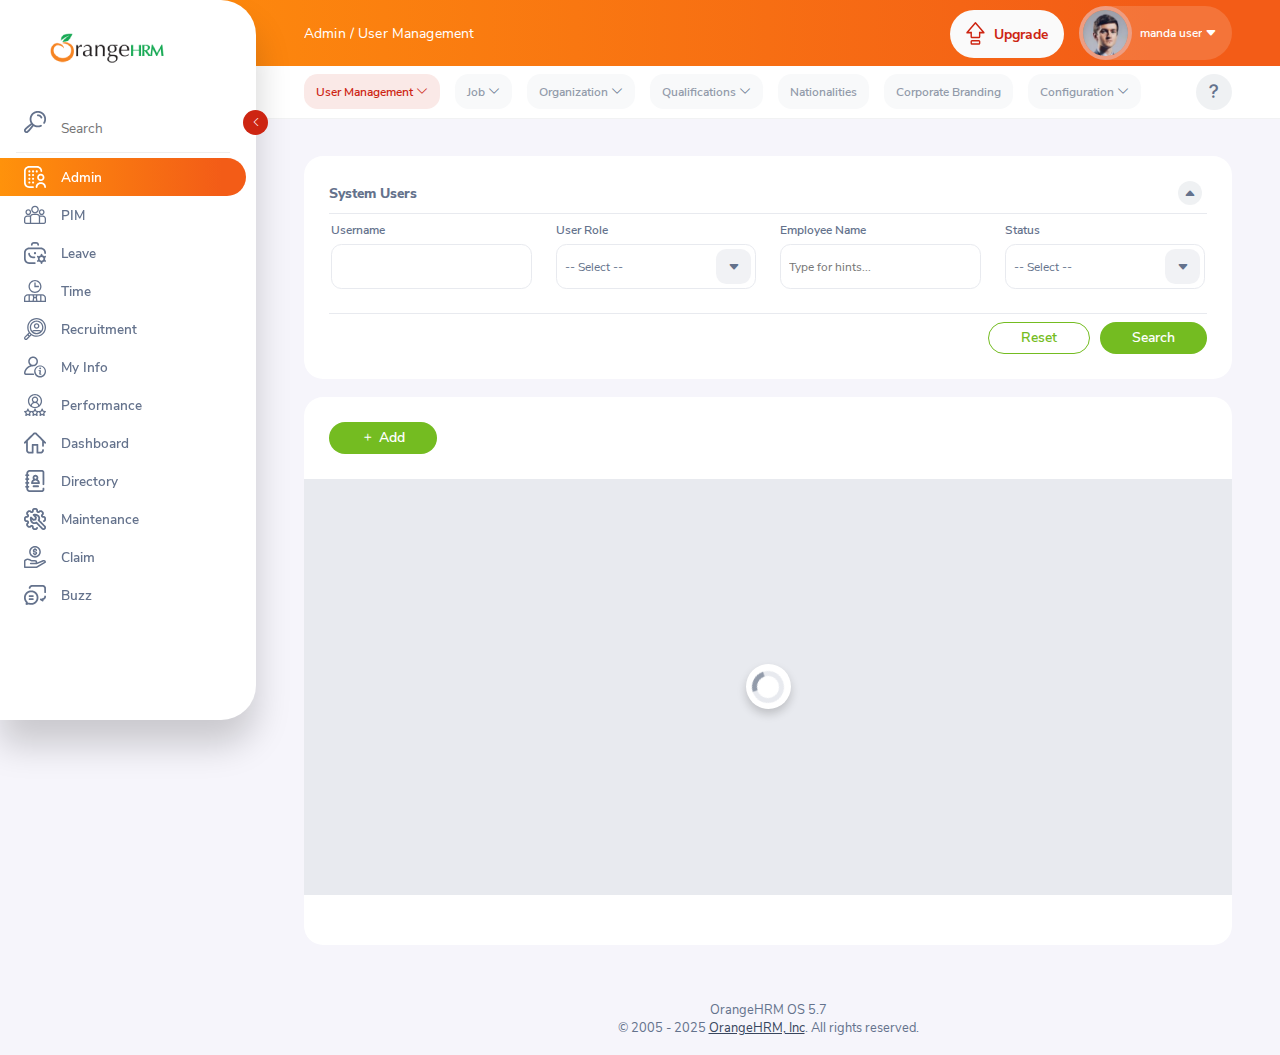 OrangeHRM
Admin / User Management
Upgrade
manda user
User Management
Job
Organization
Qualifications
Nationalities
Corporate Branding
Configuration
?
Search
Admin
PIM
Leave
Time
Recruitment
My Info
Performance
Dashboard
Directory
Maintenance
Claim
Buzz
System Users
Username
User Role
Employee Name
Status
-- Select --
Type for hints...
-- Select --
Reset
Search
+ Add
OrangeHRM OS 5.7
© 2005 - 2025 OrangeHRM, Inc. All rights reserved.